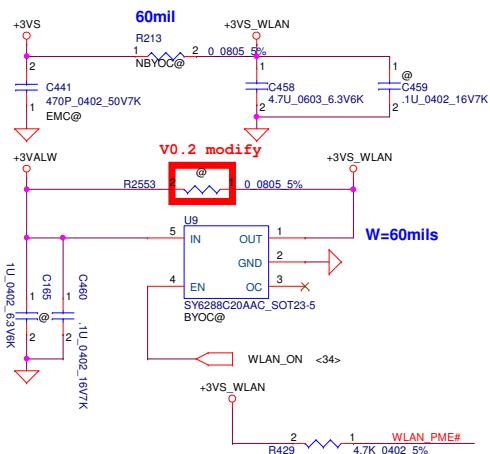 60mil
+3VS
+3VS_WLAN
R213
1 2
NBYOC@
0_0805_5%
2
C441
470P_0402_50V7K
1
EMC@
1
C458
4.7U_0603_6.3V6K
2
1
@
C459
.1U_0402_16V7K
2
V0.2 modify
+3VALW
+3VS_WLAN
@
R2553
2 1
0_0805_5%
U9
W=60mils
5 IN OUT 1
GND 2
4 EN OC 3
SY6288C20AAC_SOT23-5
BYOC@
1
2
@
C165
1U_0402_6.3V6K
1
2
C460
.1U_0402_16V7K
WLAN_ON <34>
+3VS_WLAN
2 1
WLAN_PME#
R429
4.7K_0402_5%